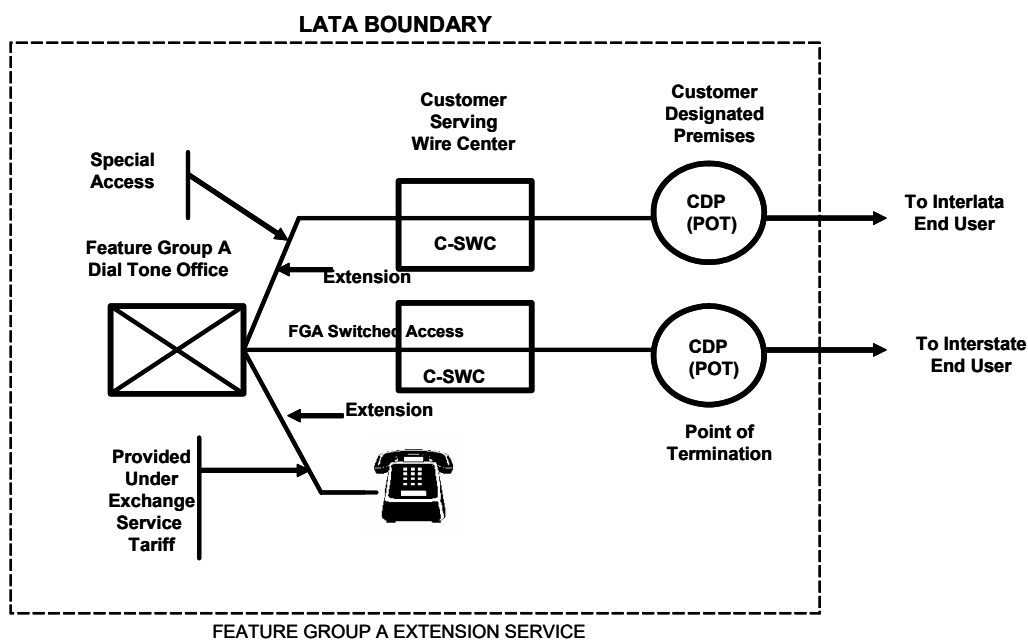 LATA BOUNDARY
Customer
Serving
Wire Center
Customer
Designated
Premises
Special
Access
CDP
(POT)
To Interlata
End User
C-SWC
Feature Group A
Dial Tone Office
Extension
FGA Switched Access
CDP
(POT)
To Interstate
End User
C-SWC
Extension
Point of
Termination
Provided
Under
Exchange
Service
Tariff
FEATURE GROUP A EXTENSION SERVICE